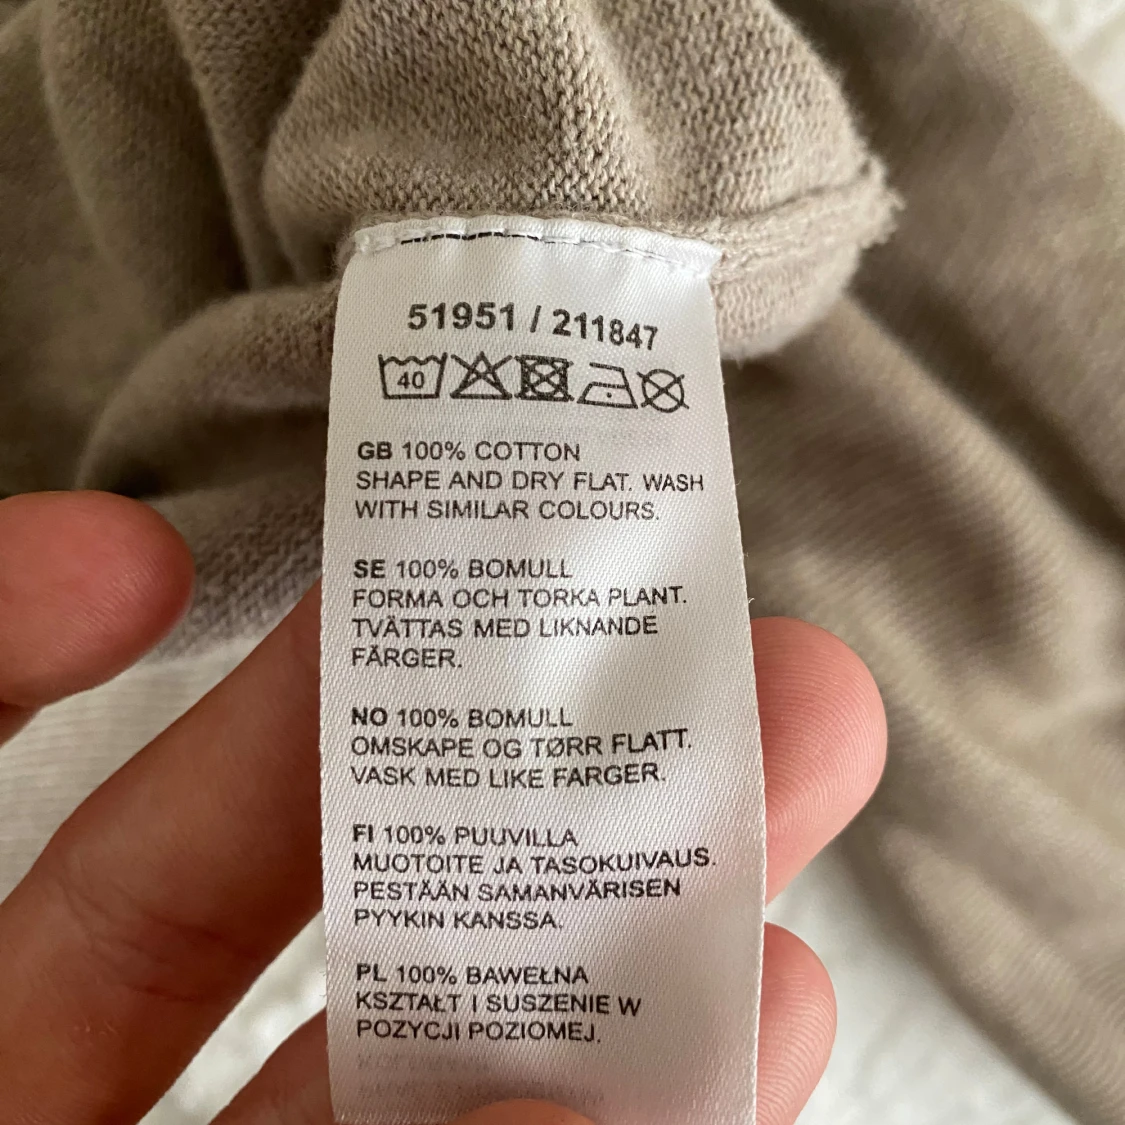 51951 / 211847
40
GB 100% COTTON
SHAPE AND DRY FLAT. WASH
WITH SIMILAR COLOURS.
SE 100% BOMULL
FORMA OCH TORKA PLANT.
TVÄTTAS MED LIKNANDE
FÄRGER.
NO 100% BOMULL
OMSKAPE OG TØRR FLATT.
VASK MED LIKE FARGER.
FI 100% PUUVILLA
MUOTOITE JA TASOKUIVAUS.
PESTÄÄN SAMANVÄRISEN
PYYKIN KANSSA.
PL 100% BAWEŁNA
KSZTAŁT I SUSZENIE W
POZYCJI POZIOMEJ.